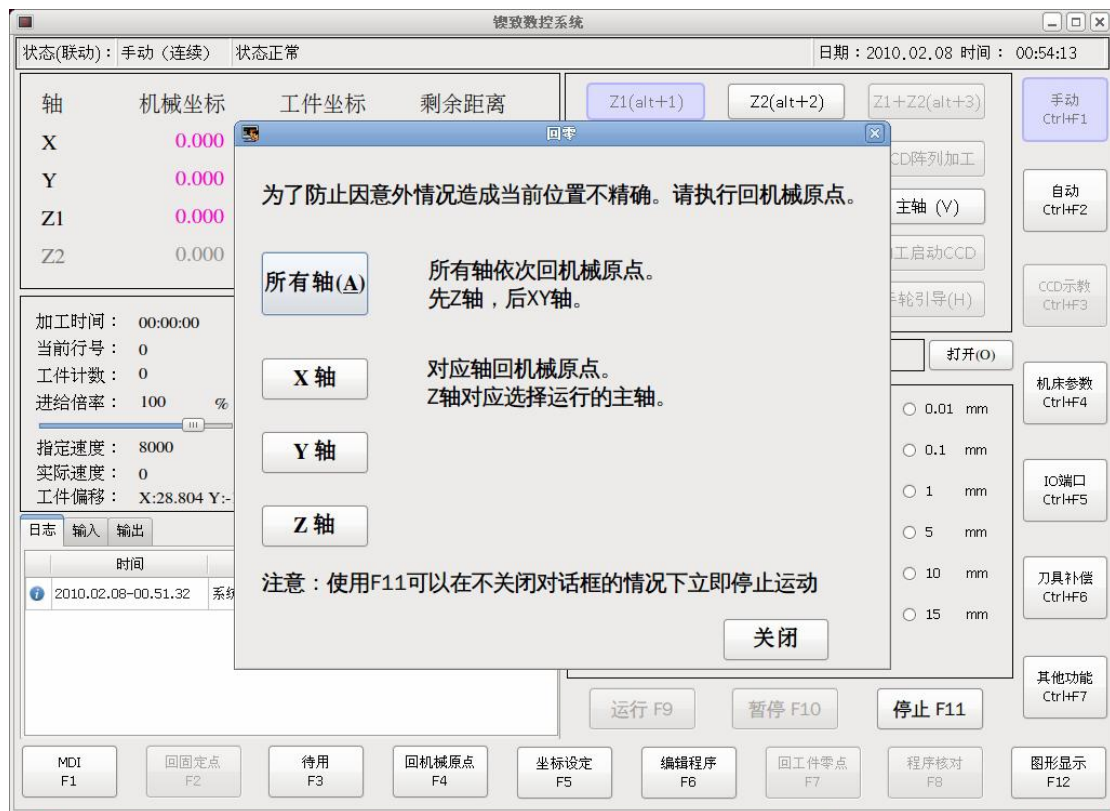 锲致数控系统
状态(联动)： 手动（连续） 状态正常 日期：2010.02.08 时间： 00:54:13
轴 机械坐标 工件坐标 剩余距离
X 0.000
Y 0.000
Z1 0.000
Z2 0.000
Z1(alt+1) Z2(alt+2) Z1+Z2(alt+3)
CD阵列加工
主轴 (V)
工启动CCD
轮引导(H)
打开(O)
回零
为了防止因意外情况造成当前位置不精确。请执行回机械原点。
所有轴(A)
所有轴依次回机械原点。
先Z轴，后XY轴。
X 轴
对应轴回机械原点。
Z轴对应选择运行的主轴。
Y 轴
Z 轴
注意：使用F11可以在不关闭对话框的情况下立即停止运动
关闭
加工时间： 00:00:00
当前行号： 0
工件计数： 0
进给倍率： 100 %
指定速度： 8000
实际速度： 0
工件偏移： X:28.804 Y:-
0.01 mm
0.1 mm
1 mm
5 mm
10 mm
15 mm
日志 输入 输出
时间
2010.02.08-00.51.32 系统
运行 F9 暂停 F10 停止 F11
手动
Ctrl+F1
自动
Ctrl+F2
CCD示教
Ctrl+F3
机床参数
Ctrl+F4
IO端口
Ctrl+F5
刀具补偿
Ctrl+F6
其他功能
Ctrl+F7
MDI
F1
回固定点
F2
待用
F3
回机械原点
F4
坐标设定
F5
编辑程序
F6
回工件零点
F7
程序核对
F8
图形显示
F12